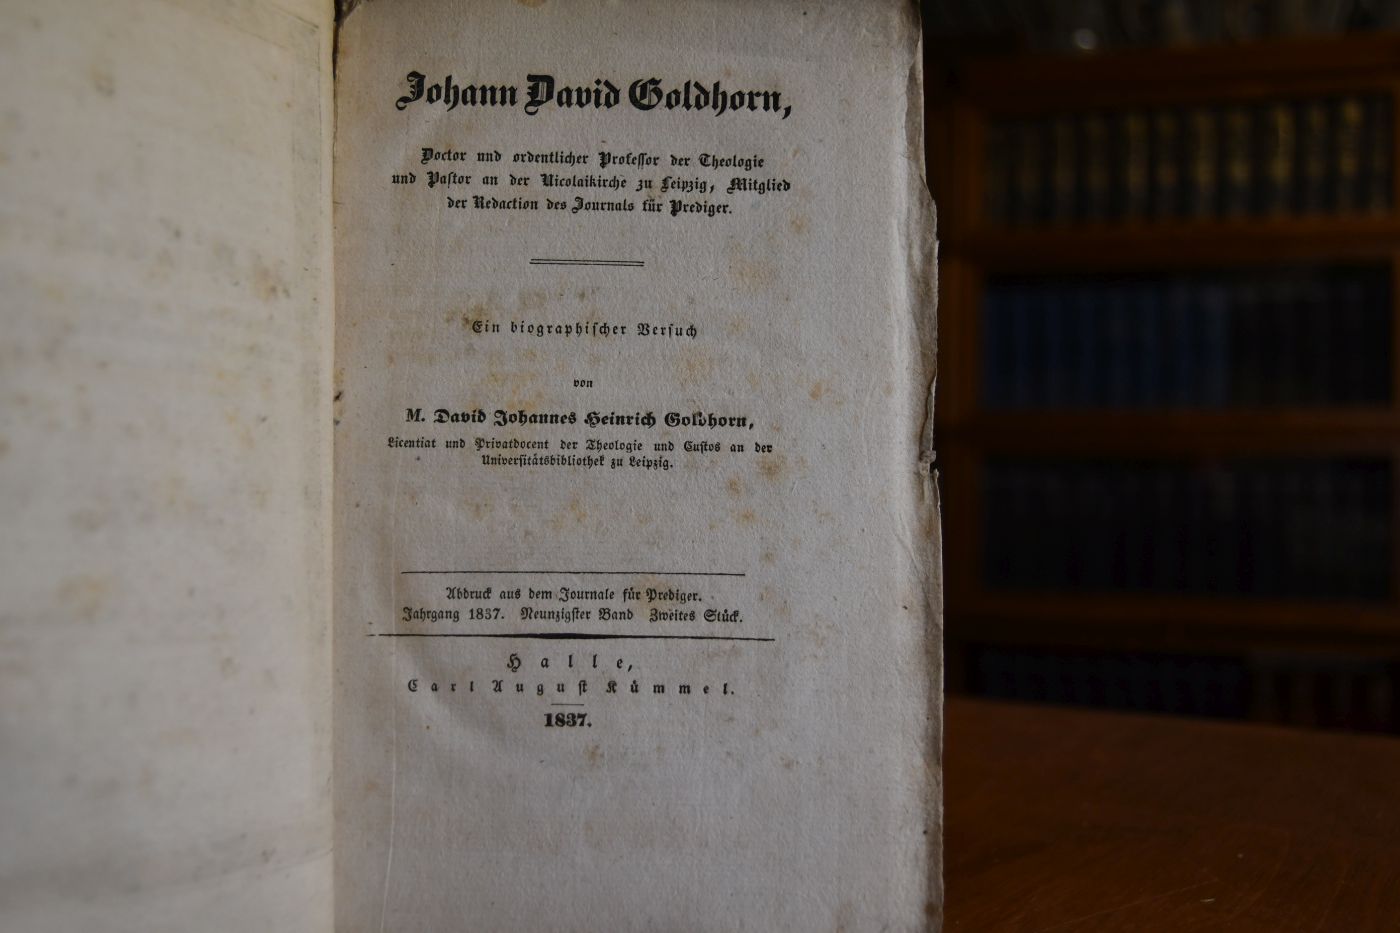 Johann David Goldhorn,
Doctor und ordentlicher Professor der Theologie
und Pastor an der Nicolaikirche zu Leipzig, Mitglied
der Redaction des Journals für Prediger.
Ein biographischer Versuch
von
M. David Johannes Heinrich Goldhorn,
Licentiat und Privatdocent der Theologie und Custos an der
Universitätsbibliothek zu Leipzig.
Abdruck aus dem Journale für Prediger.
Jahrgang 1837. Neunzigster Band Zweites Stück.
Halle,
Carl August Kümmel.
1837.